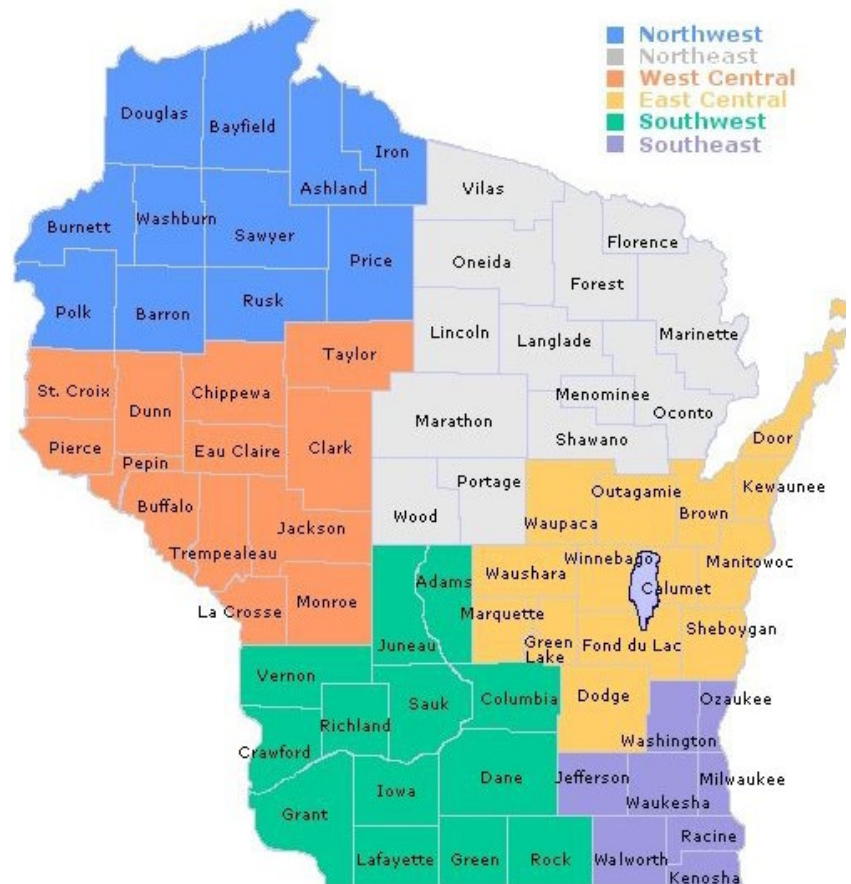 Northwest
Northeast
West Central
East Central
Southwest
Southeast
Douglas
Bayfield
Iron
Ashland
Vilas
Burnett
Washburn
Sawyer
Price
Florence
Oneida
Forest
Polk
Barron
Rusk
Lincoln
Langlade
Marinette
Taylor
St. Croix
Dunn
Chippewa
Menominee
Oconto
Marathon
Shawano
Door
Pierce
Pepin
Eau Claire
Clark
Portage
Outagamie
Kewaunee
Buffalo
Wood
Waupaca
Brown
Jackson
Trempealeau
Adams
Waushara
Winnebago
Calumet
Manitowoc
La Crosse
Monroe
Juneau
Marquette
Green
Lake
Fond du Lac
Sheboygan
Vernon
Richland
Sauk
Columbia
Dodge
Ozaukee
Washington
Crawford
Grant
Iowa
Dane
Jefferson
Waukesha
Milwaukee
Lafayette
Green
Rock
Walworth
Racine
Kenosha